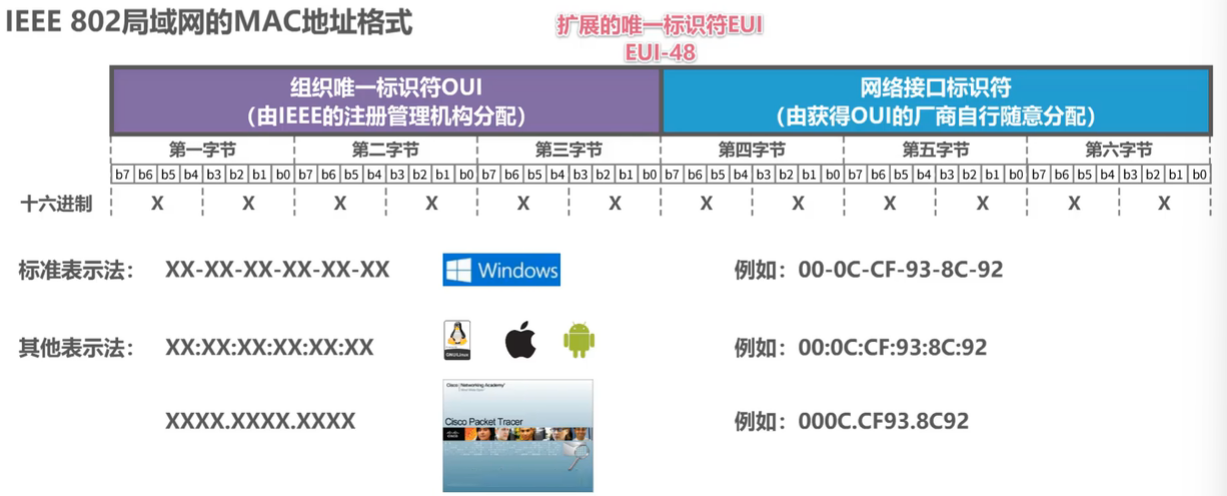 IEEE 802局域网的MAC地址格式
扩展的唯一标识符EUI
EUI-48
组织唯一标识符OUI
(由IEEE的注册管理机构分配)
网络接口标识符
(由获得OUI的厂商自行随意分配)
第一字节 第二字节 第三字节 第四字节 第五字节 第六字节
b7 b6 b5 b4 b3 b2 b1 b0 b7 b6 b5 b4 b3 b2 b1 b0 b7 b6 b5 b4 b3 b2 b1 b0 b7 b6 b5 b4 b3 b2 b1 b0 b7 b6 b5 b4 b3 b2 b1 b0 b7 b6 b5 b4 b3 b2 b1 b0
十六进制 X X X X X X X X X X X X
标准表示法: XX-XX-XX-XX-XX-XX Windows 例如: 00-0C-CF-93-8C-92
其他表示法: XX:XX:XX:XX:XX:XX GNU/Linux 例如: 00:0C:CF:93:8C:92
Cisco Networking Academy
XXXX.XXXX.XXXX Cisco Packet Tracer 例如: 000C.CF93.8C92